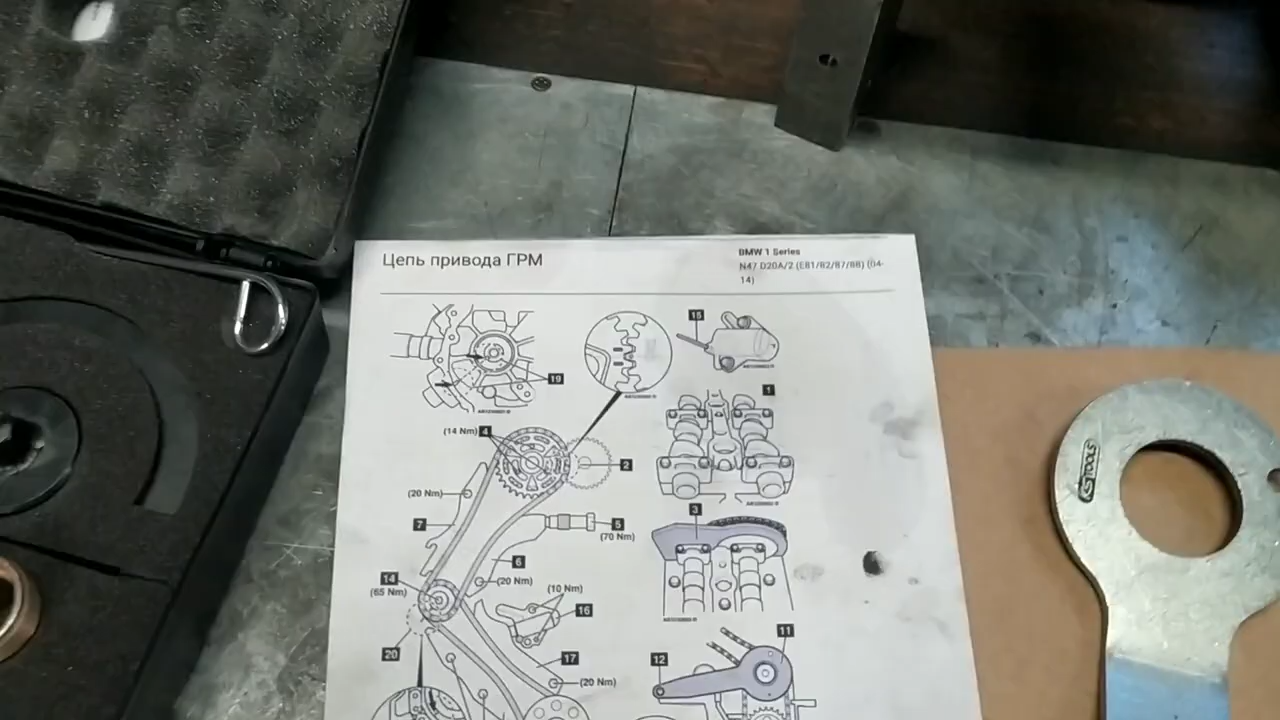 Цепь привода ГРМ
BMW 1 Series
N47 D20A/2 (E81/82/87/88) (04-
14)
15
19
1
(14 Nm) 4
2
(20 Nm)
3
7
5
(70 Nm)
6
14
(20 Nm)
(65 Nm)
(10 Nm)
16
11
20
17
12
(20 Nm)
TOOLS